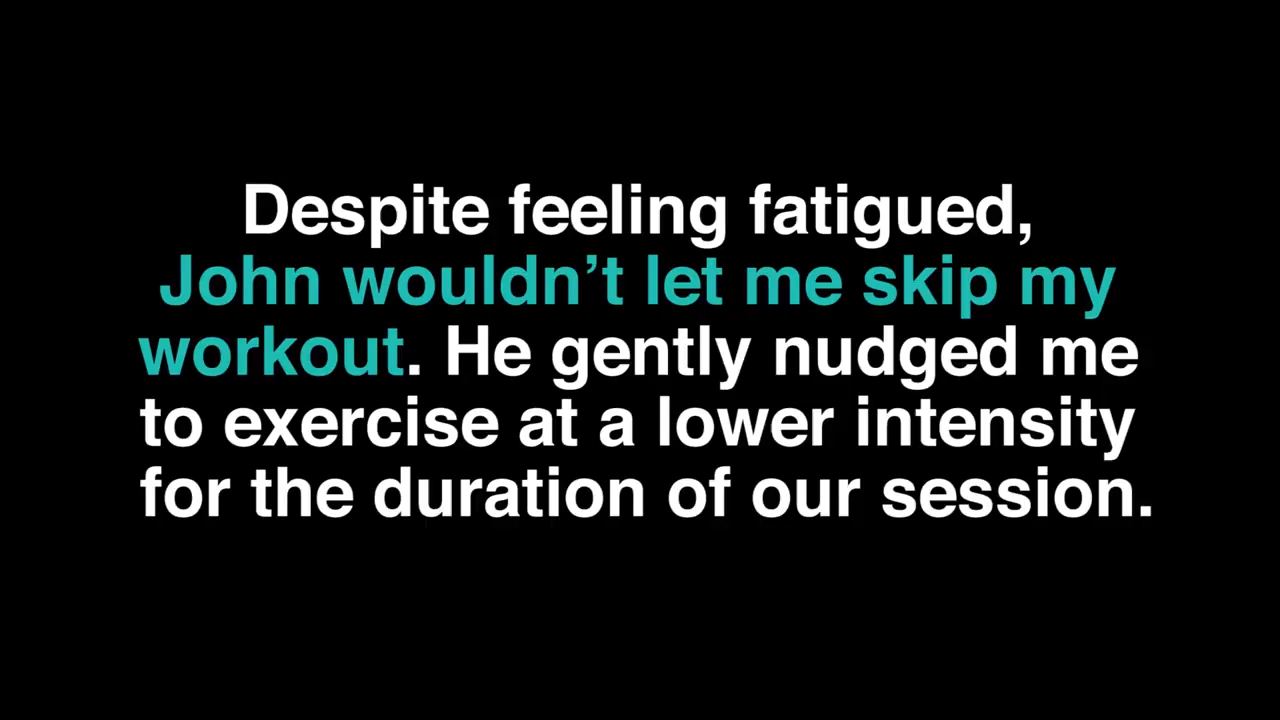 Despite feeling fatigued,
John wouldn’t let me skip my
workout. He gently nudged me
to exercise at a lower intensity
for the duration of our session.